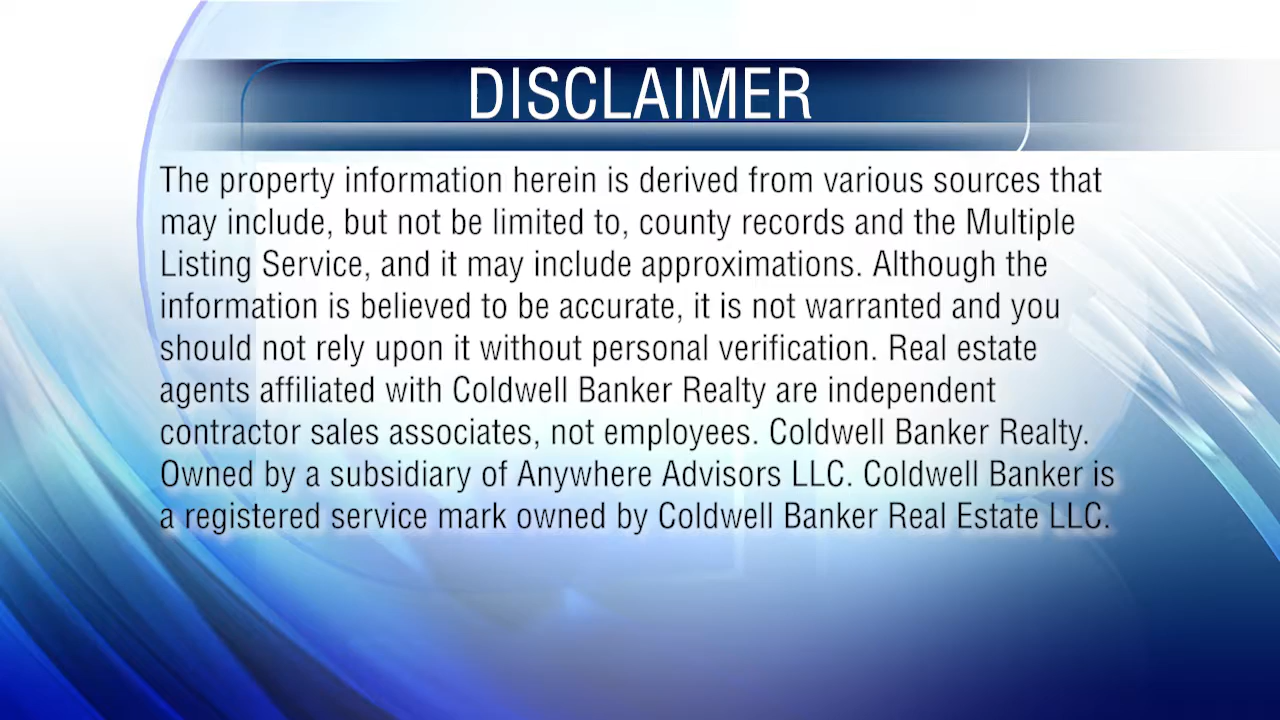 DISCLAIMER
The property information herein is derived from various sources that
may include, but not be limited to, county records and the Multiple
Listing Service, and it may include approximations. Although the
information is believed to be accurate, it is not warranted and you
should not rely upon it without personal verification. Real estate
agents affiliated with Coldwell Banker Realty are independent
contractor sales associates, not employees. Coldwell Banker Realty.
Owned by a subsidiary of Anywhere Advisors LLC. Coldwell Banker is
a registered service mark owned by Coldwell Banker Real Estate LLC.